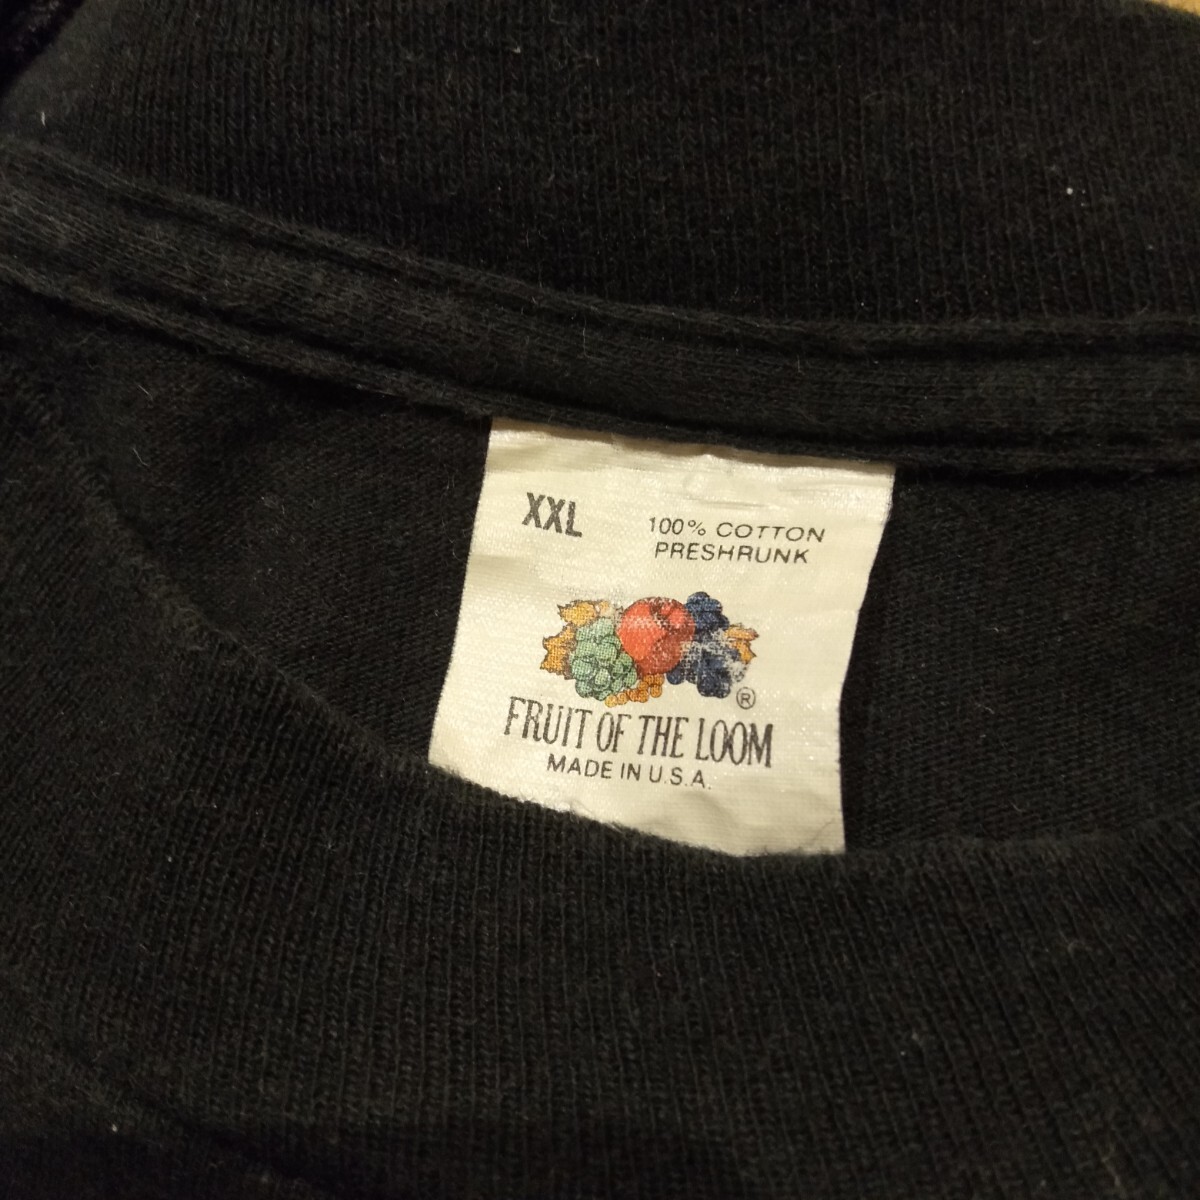 XXL
100% COTTON
PRESHRUNK
®
FRUIT OF THE LOOM
MADE IN U.S.A.